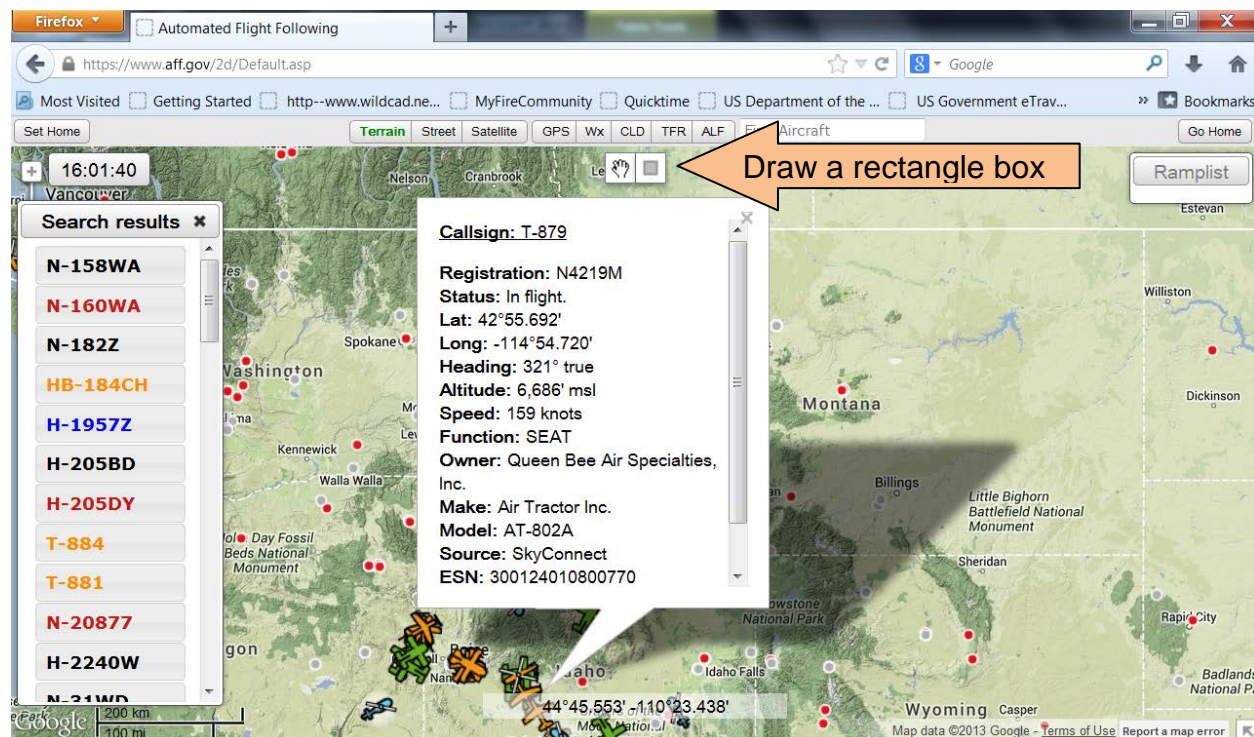 Firefox
Automated Flight Following
https://www.aff.gov/2d/Default.asp
Google
Most Visited Getting Started http--www.wildcad.ne... MyFireCommunity Quicktime US Department of the ... US Government eTrav... » Bookmarks
Set Home Terrain Street Satellite GPS Wx CLD TFR ALF Aircraft Go Home
16:01:40
Draw a rectangle box
Ramplist
Vancouver
Nelson
Cranbrook
Le
Estevan
Search results
N-158WA
N-160WA
N-182Z
HB-184CH
H-1957Z
H-205BD
H-205DY
T-884
T-881
N-20877
H-2240W
N-31WD
Callsign: T-879
Registration: N4219M
Status: In flight.
Lat: 42°55.692'
Long: -114°54.720'
Heading: 321° true
Altitude: 6,686' msl
Speed: 159 knots
Function: SEAT
Owner: Queen Bee Air Specialties,
Inc.
Make: Air Tractor Inc.
Model: AT-802A
Source: SkyConnect
ESN: 300124010800770
Williston
Spokane
Washington
Dickinson
Montana
Kennewick
Walla Walla
Billings
Little Bighorn
Battlefield National
Monument
Day Fossil
Beds National
Monument
Sheridan
National Park
Rapid City
gon
Idaho Falls
Badlands
National P
44°45.553' -110°23.438'
Wyoming
Casper
Google
200 km
100 mi
Map data ©2013 Google - Terms of Use Report a map error